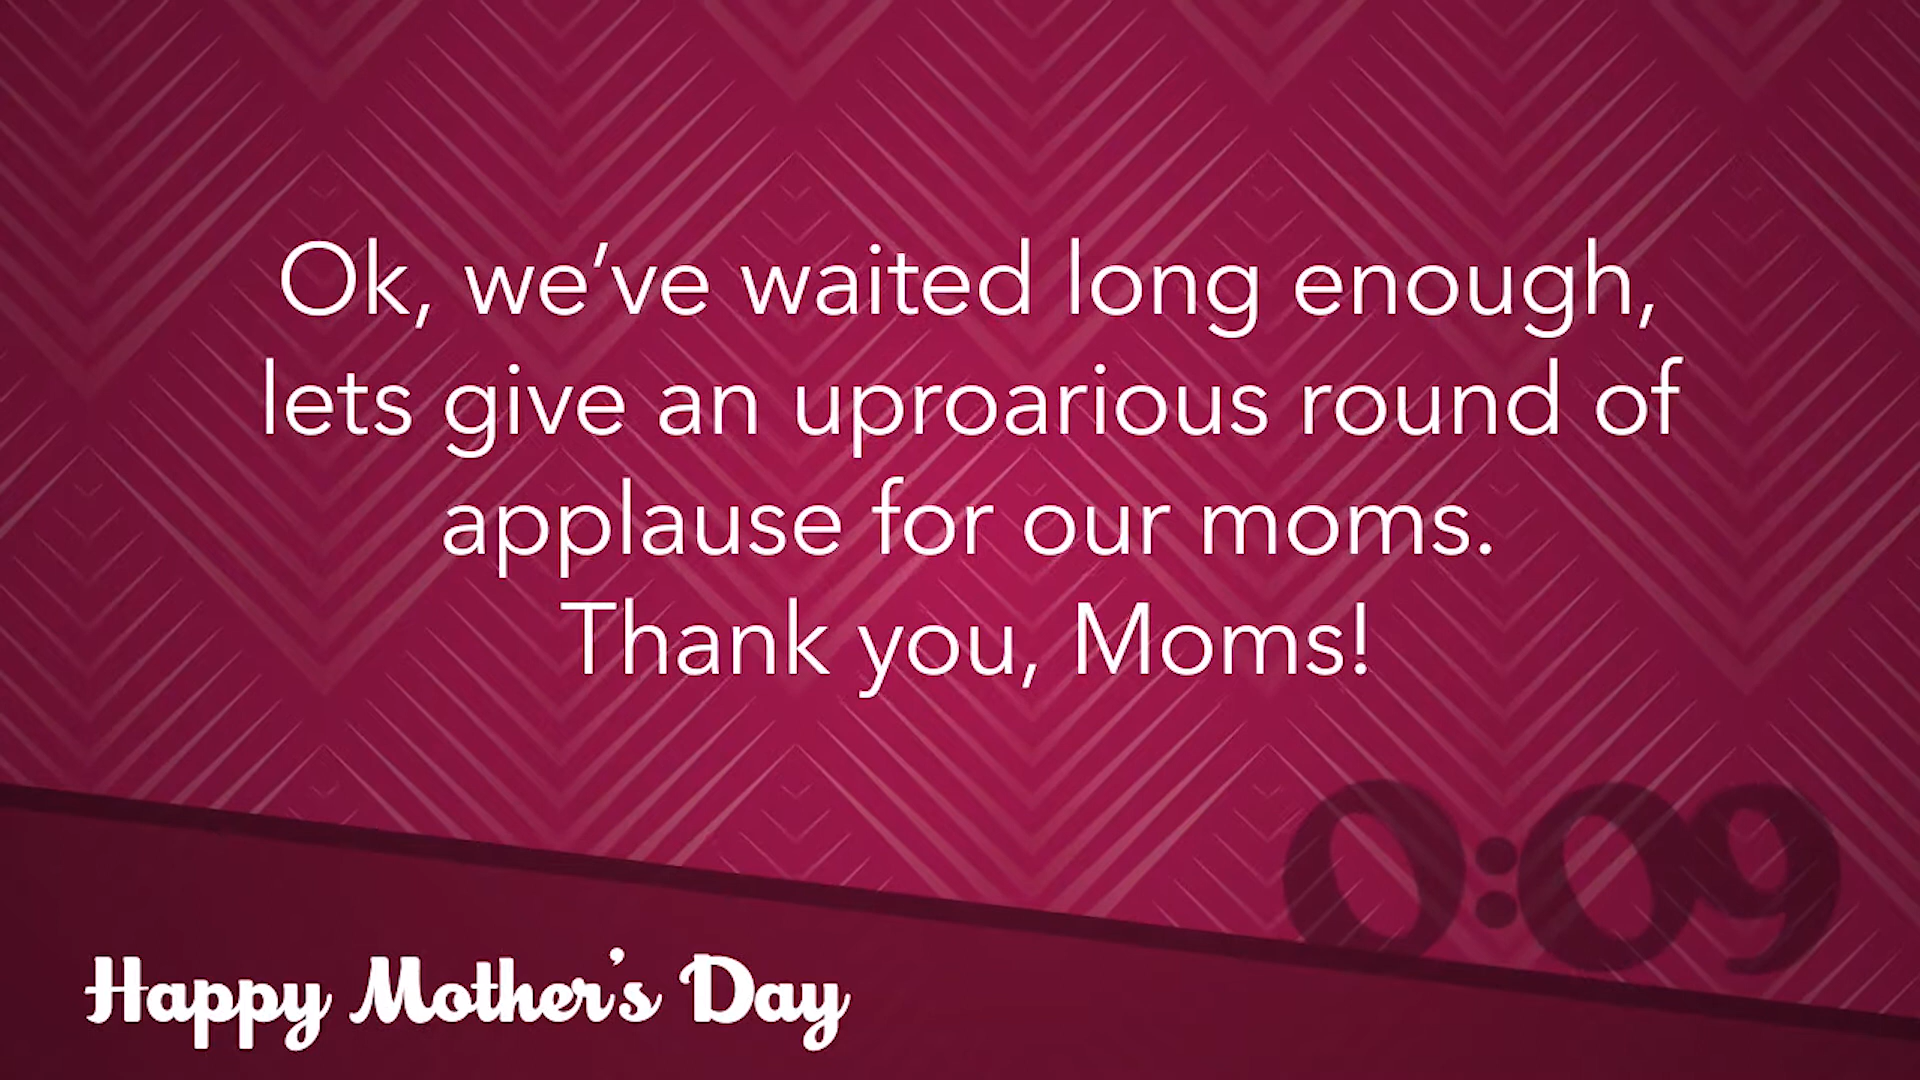 Ok, we’ve waited long enough,
lets give an uproarious round of
applause for our moms.
Thank you, Moms!
0:09
Happy Mother’s Day